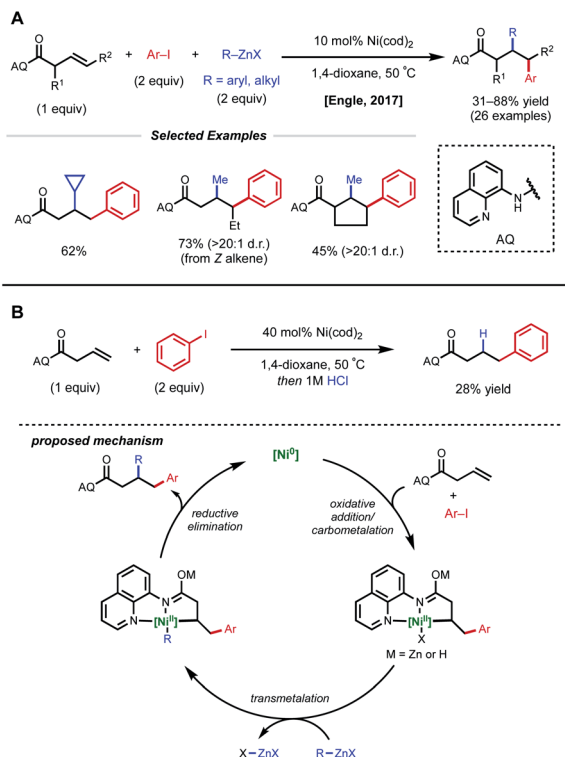 A
O
AQ
R¹
R²
(1 equiv)
+
Ar–I
(2 equiv)
+
R–ZnX
R = aryl, alkyl
(2 equiv)
10 mol% Ni(cod)₂
1,4-dioxane, 50 ˚C
[Engle, 2017]
O
AQ
R
R²
R¹
Ar
31–88% yield
(26 examples)
Selected Examples
O
AQ
62%
O
AQ
Me
Et
73% (>20:1 d.r.)
(from Z alkene)
O
AQ
Me
45% (>20:1 d.r.)
N
N
H
AQ
B
O
AQ
(1 equiv)
+
I
(2 equiv)
40 mol% Ni(cod)₂
1,4-dioxane, 50 ˚C
then 1M HCl
O
AQ
H
28% yield
proposed mechanism
O
AQ
R
Ar
[Ni⁰]
O
AQ
+
Ar–I
reductive
elimination
oxidative
addition/
carbometalation
OM
N
N
[Niᴵᴵ]
R
Ar
OM
N
N
[Niᴵᴵ]
X
Ar
M = Zn or H
transmetalation
X–ZnX
R–ZnX